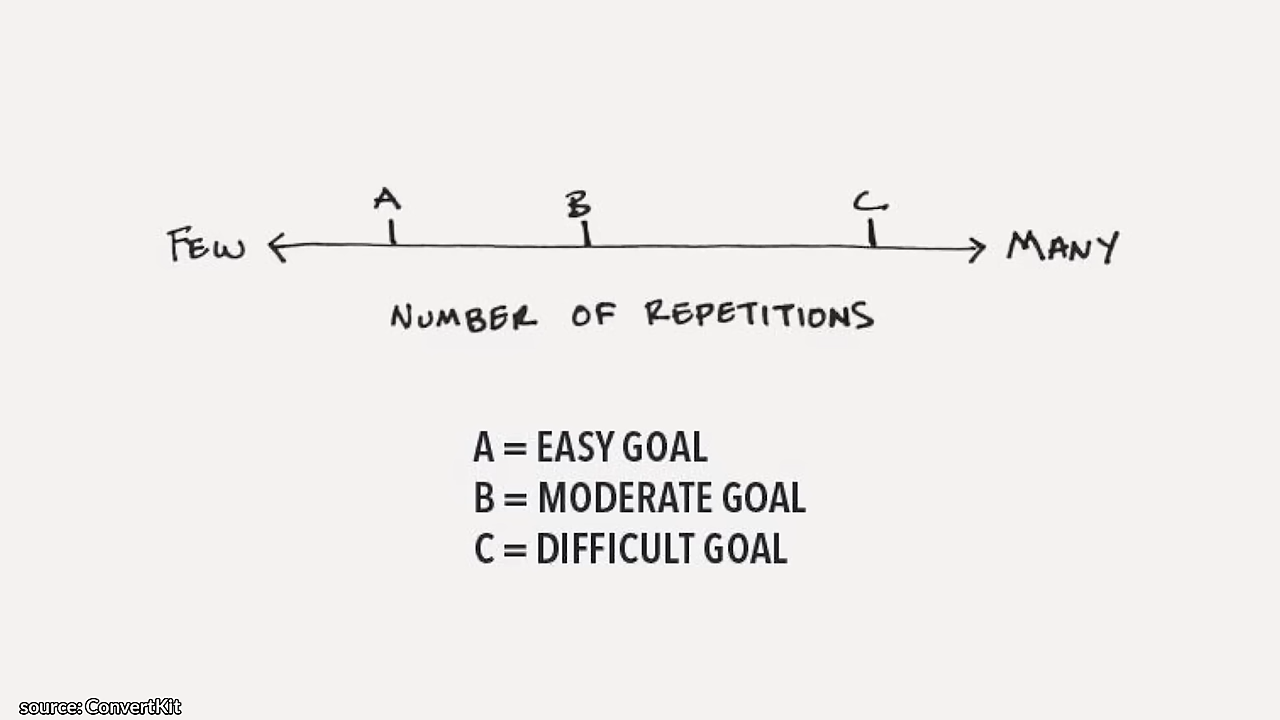 A B C
FEW MANY
NUMBER OF REPETITIONS
A = EASY GOAL
B = MODERATE GOAL
C = DIFFICULT GOAL
source: ConvertKit